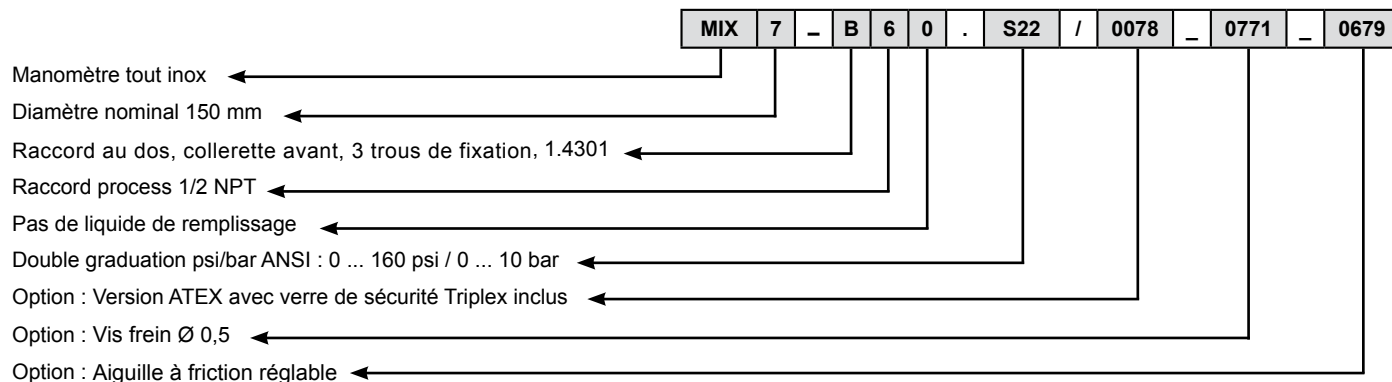 MIX 7 – B 6 0 . S22 / 0078 _ 0771 _ 0679
Manomètre tout inox
Diamètre nominal 150 mm
Raccord au dos, collerette avant, 3 trous de fixation, 1.4301
Raccord process 1/2 NPT
Pas de liquide de remplissage
Double graduation psi/bar ANSI : 0 ... 160 psi / 0 ... 10 bar
Option : Version ATEX avec verre de sécurité Triplex inclus
Option : Vis frein Ø 0,5
Option : Aiguille à friction réglable